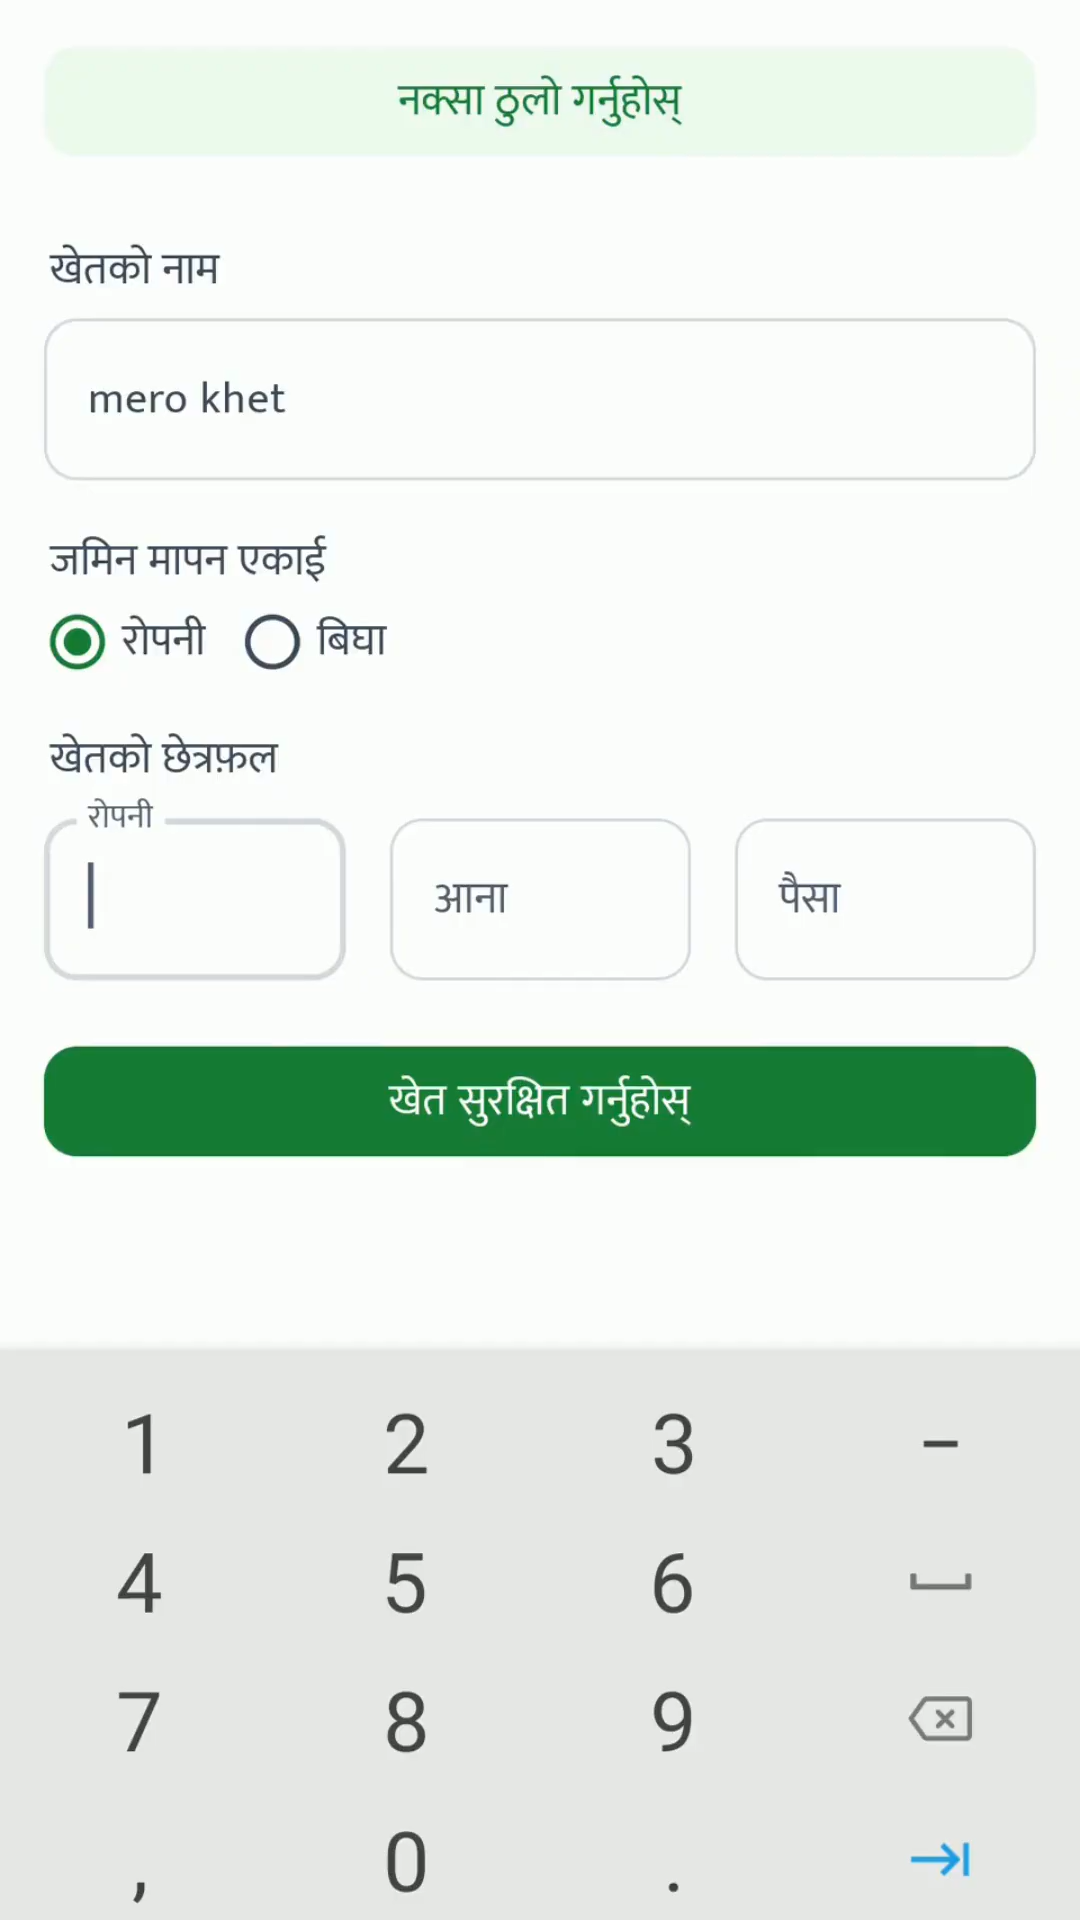 नक्सा ठुलो गर्नुहोस्
खेतको नाम
mero khet
जमिन मापन एकाई
रोपनी बिघा
खेतको छेत्रफ़ल
रोपनी
आना पैसा
खेत सुरक्षित गर्नुहोस्
1 2 3 –
4 5 6
7 8 9
, 0 .